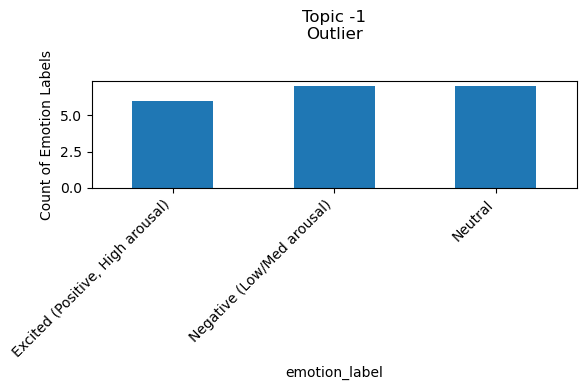 Topic -1
Outlier
Count of Emotion Labels
5.0
2.5
0.0
Excited (Positive, High arousal)
Negative (Low/Med arousal)
Neutral
emotion_label